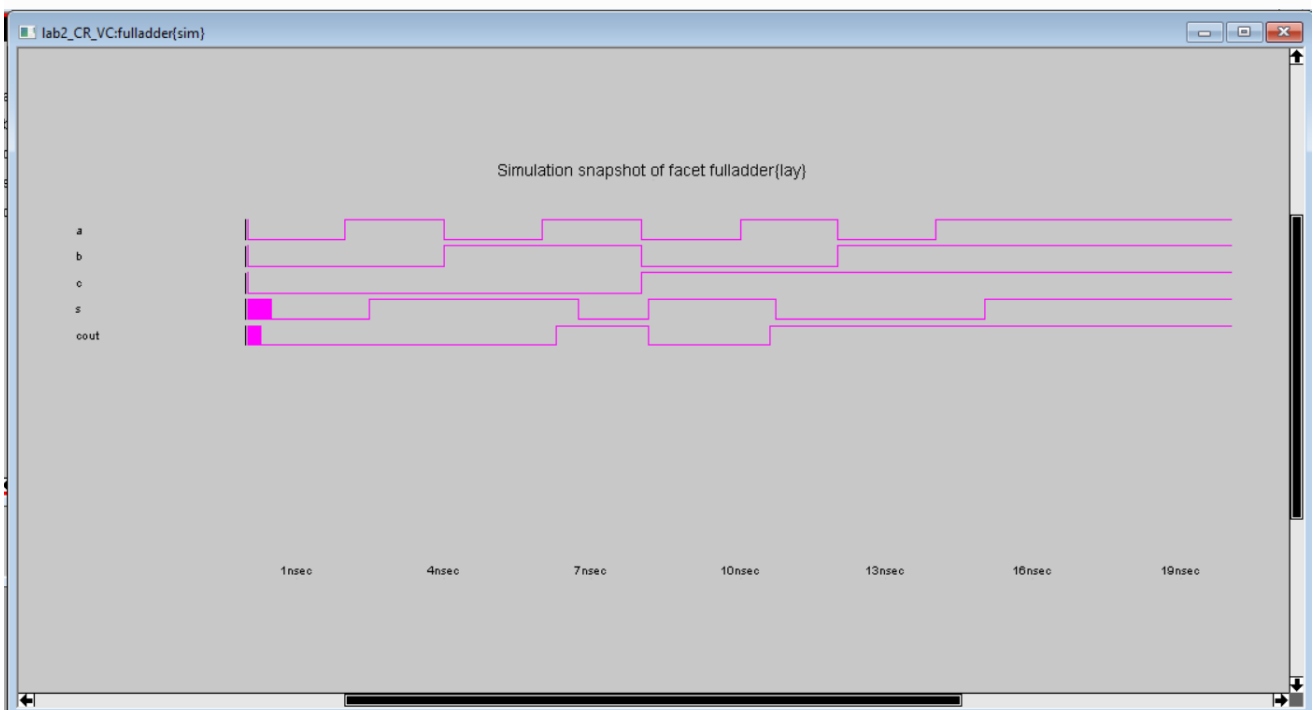 lab2_CR_VC:fulladder{sim}
Simulation snapshot of facet fulladder{lay}
a
b
c
s
cout
1nsec 4nsec 7nsec 10nsec 13nsec 16nsec 19nsec